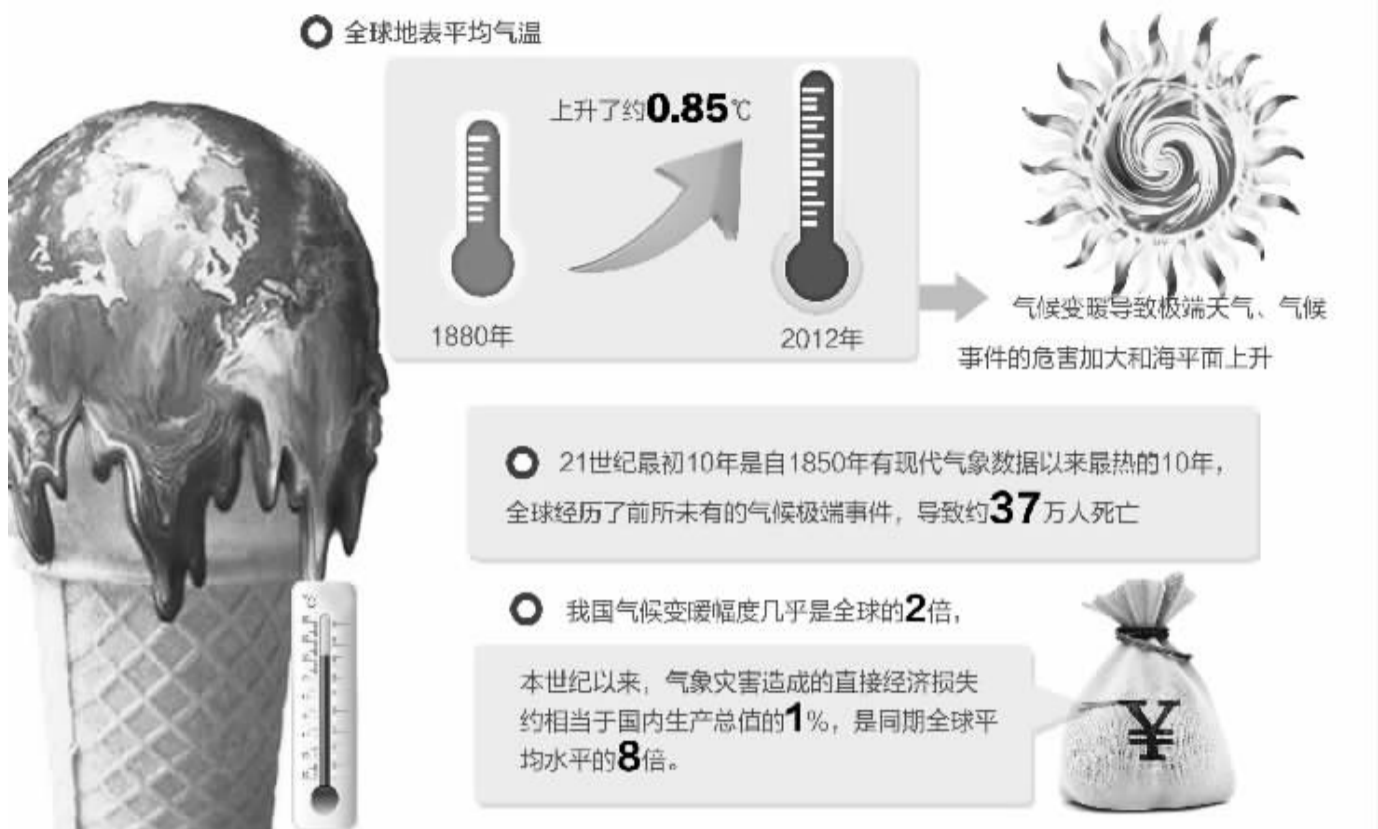 全球地表平均气温
上升了约0.85℃
1880年
2012年
气候变暖导致极端天气、气候
事件的危害加大和海平面上升
21世纪最初10年是自1850年有现代气象数据以来最热的10年，
全球经历了前所未有的气候极端事件，导致约37万人死亡
我国气候变暖幅度几乎是全球的2倍，
本世纪以来，气象灾害造成的直接经济损失
约相当于国内生产总值的1%，是同期全球平
均水平的8倍。
¥